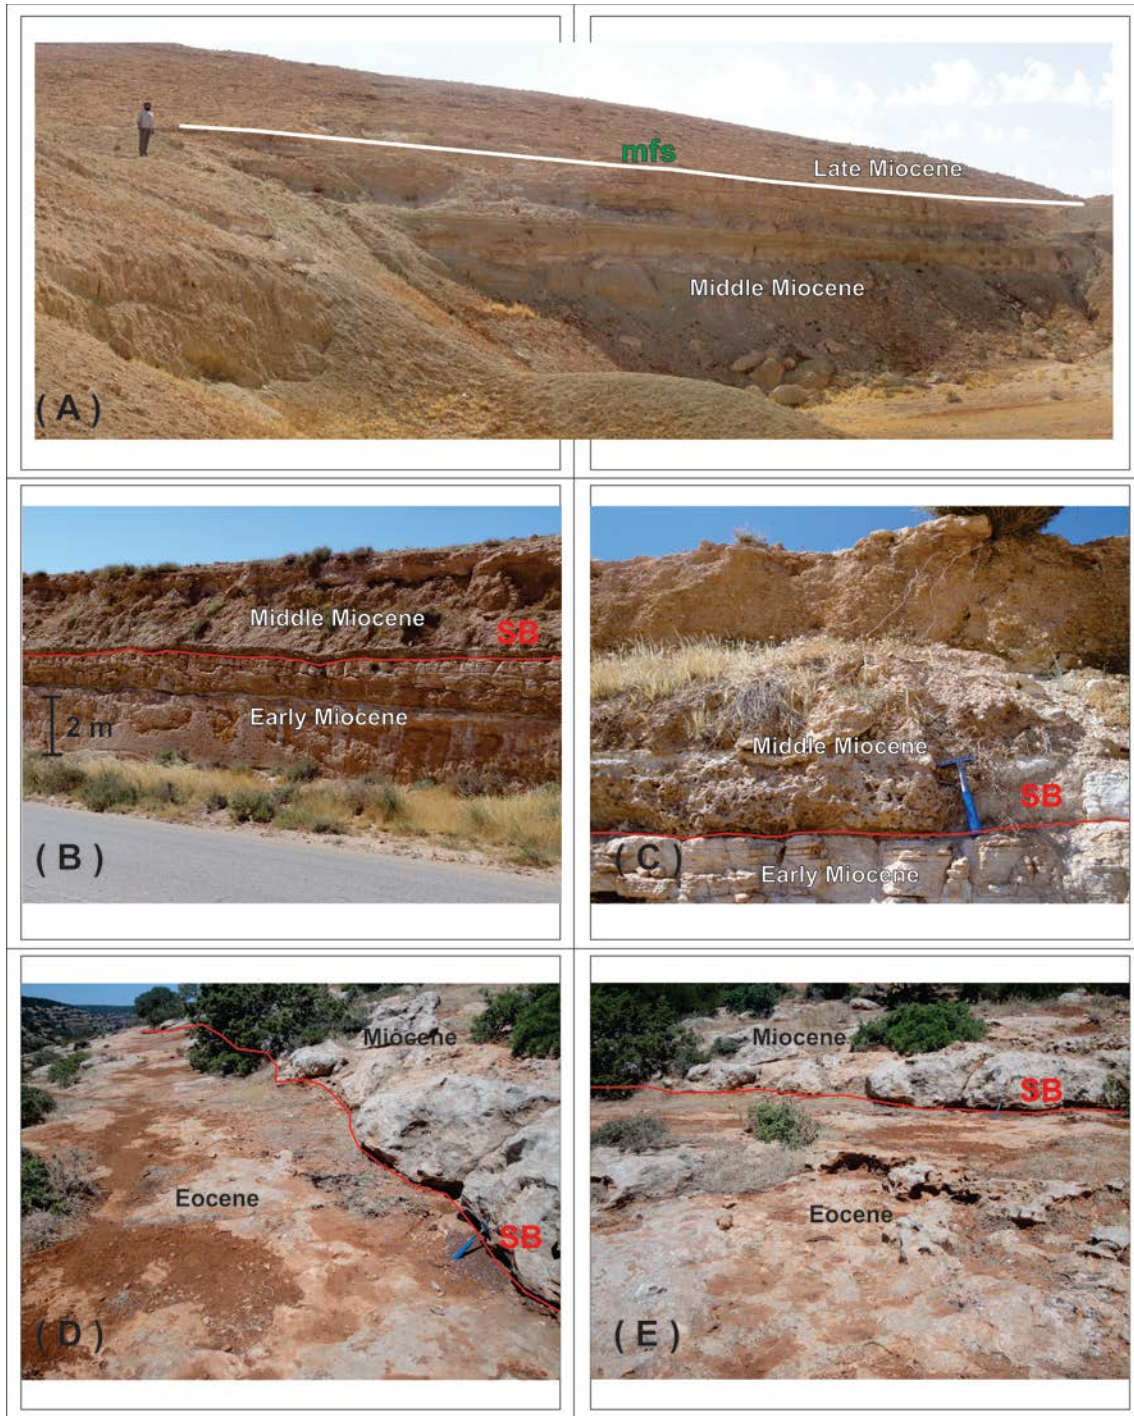 mfs
Late Miocene
Middle Miocene
( A )
Middle Miocene
SB
Early Miocene
2 m
( B )
Middle Miocene
SB
( C )
Early Miocene
Miocene
Eocene
SB
( D )
Miocene
SB
Eocene
( E )